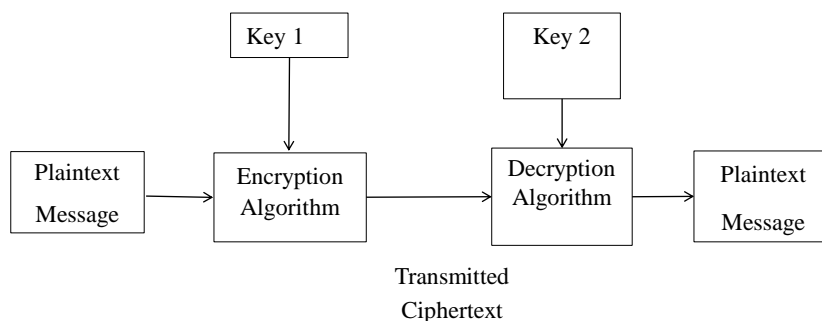 Key 1
Key 2
Plaintext
Message
Encryption
Algorithm
Decryption
Algorithm
Plaintext
Message
Transmitted
Ciphertext